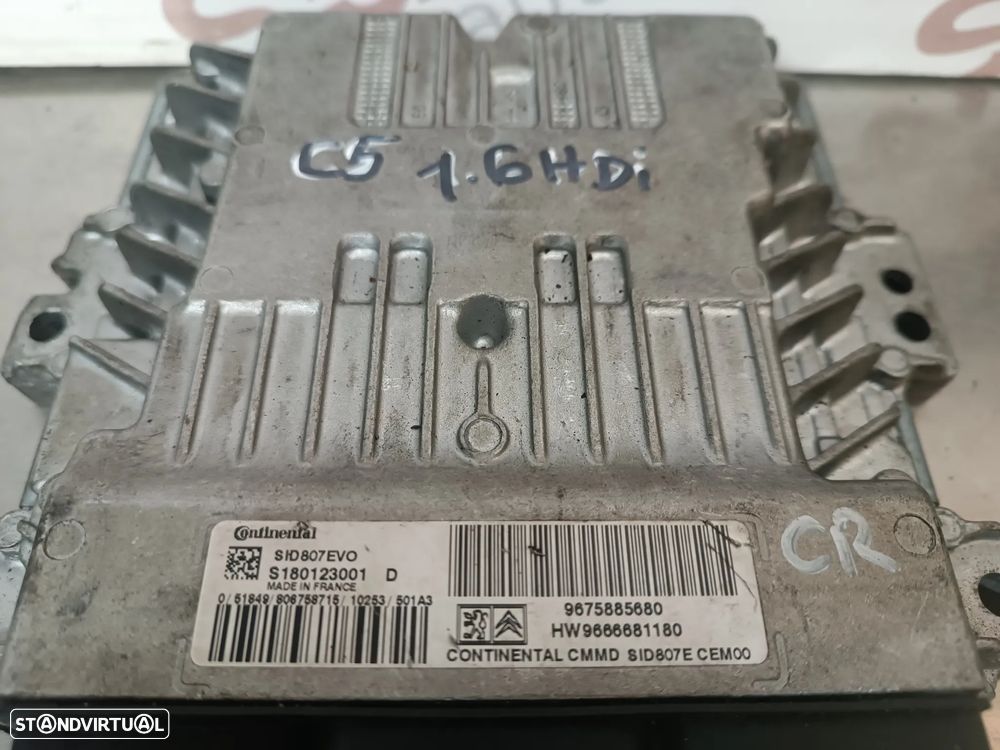 C5 1.6HDi
CR
Continental
SID807EVO
S180123001 D
MADE IN FRANCE
0/51849/806758715/10253/501A3
9675885680
HW9666681180
CONTINENTAL CMMD SID807E CEM00
STANDVIRTUAL